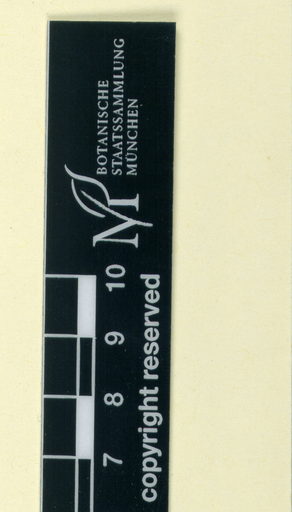 BOTANISCHE
STAATSSAMMLUNG
MÜNCHEN
M
7 8 9 10
copyright reserved